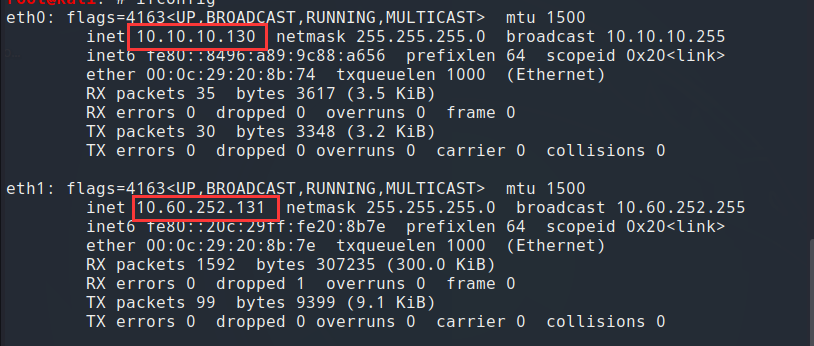 root@kali:~# ifconfig
eth0: flags=4163<UP,BROADCAST,RUNNING,MULTICAST>  mtu 1500
inet 10.10.10.130  netmask 255.255.255.0  broadcast 10.10.10.255
inet6 fe80::8496:a89:9c88:a656  prefixlen 64  scopeid 0x20<link>
ether 00:0c:29:20:8b:74  txqueuelen 1000  (Ethernet)
RX packets 35  bytes 3617 (3.5 KiB)
RX errors 0  dropped 0  overruns 0  frame 0
TX packets 30  bytes 3348 (3.2 KiB)
TX errors 0  dropped 0 overruns 0  carrier 0  collisions 0
eth1: flags=4163<UP,BROADCAST,RUNNING,MULTICAST>  mtu 1500
inet 10.60.252.131  netmask 255.255.255.0  broadcast 10.60.252.255
inet6 fe80::20c:29ff:fe20:8b7e  prefixlen 64  scopeid 0x20<link>
ether 00:0c:29:20:8b:7e  txqueuelen 1000  (Ethernet)
RX packets 1592  bytes 307235 (300.0 KiB)
RX errors 0  dropped 1  overruns 0  frame 0
TX packets 99  bytes 9399 (9.1 KiB)
TX errors 0  dropped 0 overruns 0  carrier 0  collisions 0